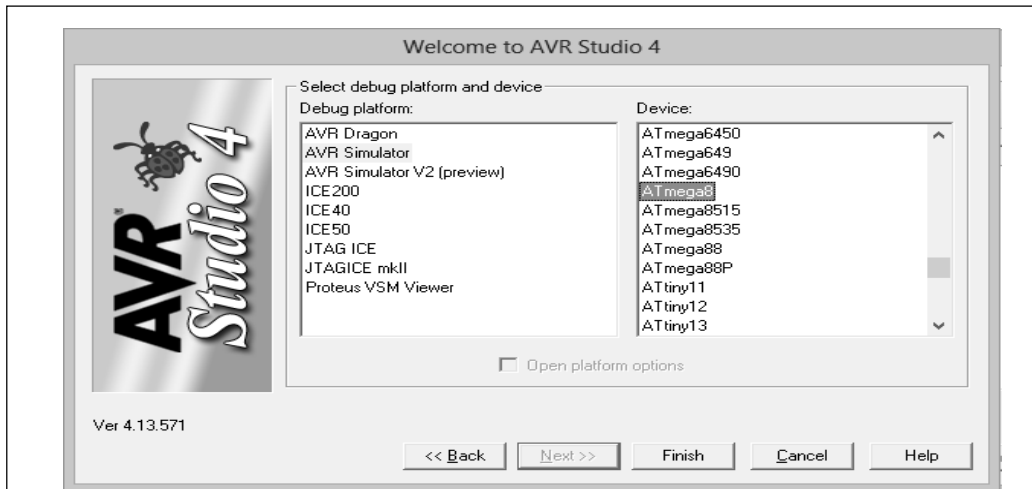 Welcome to AVR Studio 4
AVR Studio 4
Select debug platform and device
Debug platform:
AVR Dragon
AVR Simulator
AVR Simulator V2 (preview)
ICE200
ICE40
ICE50
JTAG ICE
JTAGICE mkII
Proteus VSM Viewer
Device:
ATmega6450
ATmega649
ATmega6490
ATmega8
ATmega8515
ATmega8535
ATmega88
ATmega88P
ATtiny11
ATtiny12
ATtiny13
Open platform options
Ver 4.13.571
<< Back
Next >>
Finish
Cancel
Help